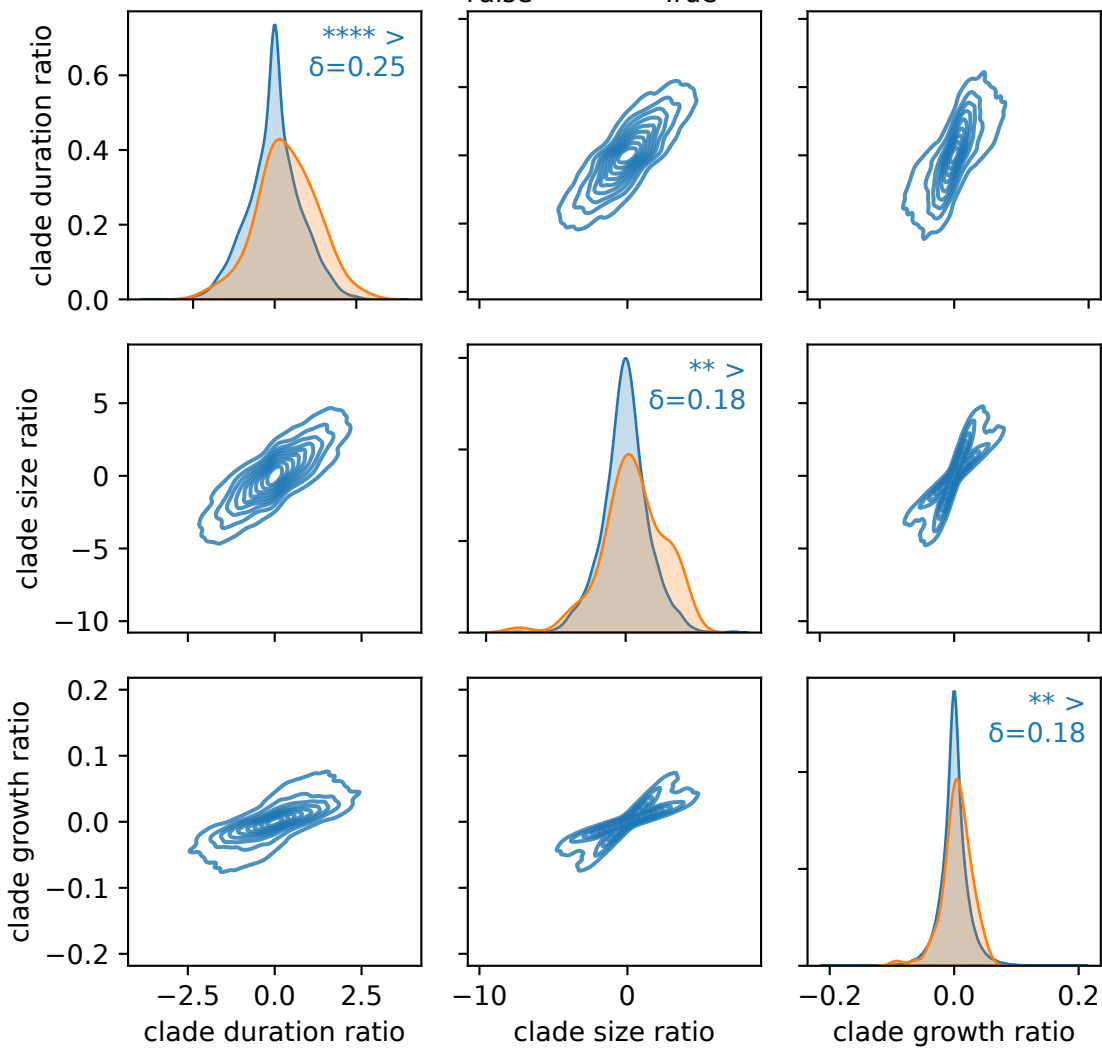 clade duration ratio
0.6
0.4
0.2
0.0
**** >
δ=0.25
clade size ratio
5
0
−5
−10
** >
δ=0.18
clade growth ratio
0.2
0.1
0.0
−0.1
−0.2
** >
δ=0.18
−2.5 0.0 2.5
−10 0
−0.2 0.0 0.2
clade duration ratio
clade size ratio
clade growth ratio